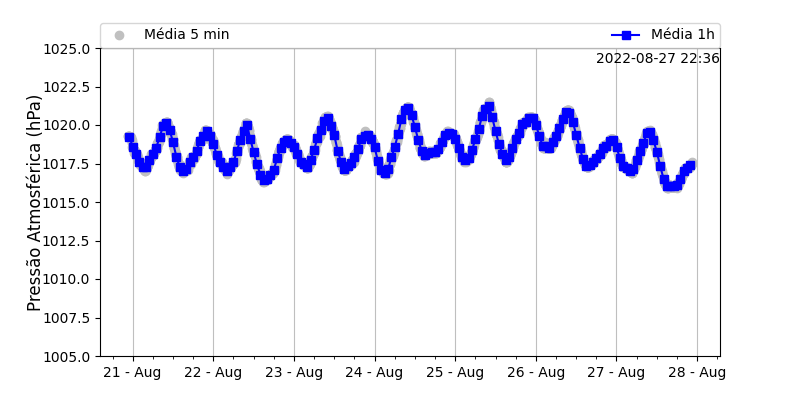 Média 5 min
Média 1h
2022-08-27 22:36
Pressão Atmosférica (hPa)
1025.0
1022.5
1020.0
1017.5
1015.0
1012.5
1010.0
1007.5
1005.0
21 - Aug
22 - Aug
23 - Aug
24 - Aug
25 - Aug
26 - Aug
27 - Aug
28 - Aug